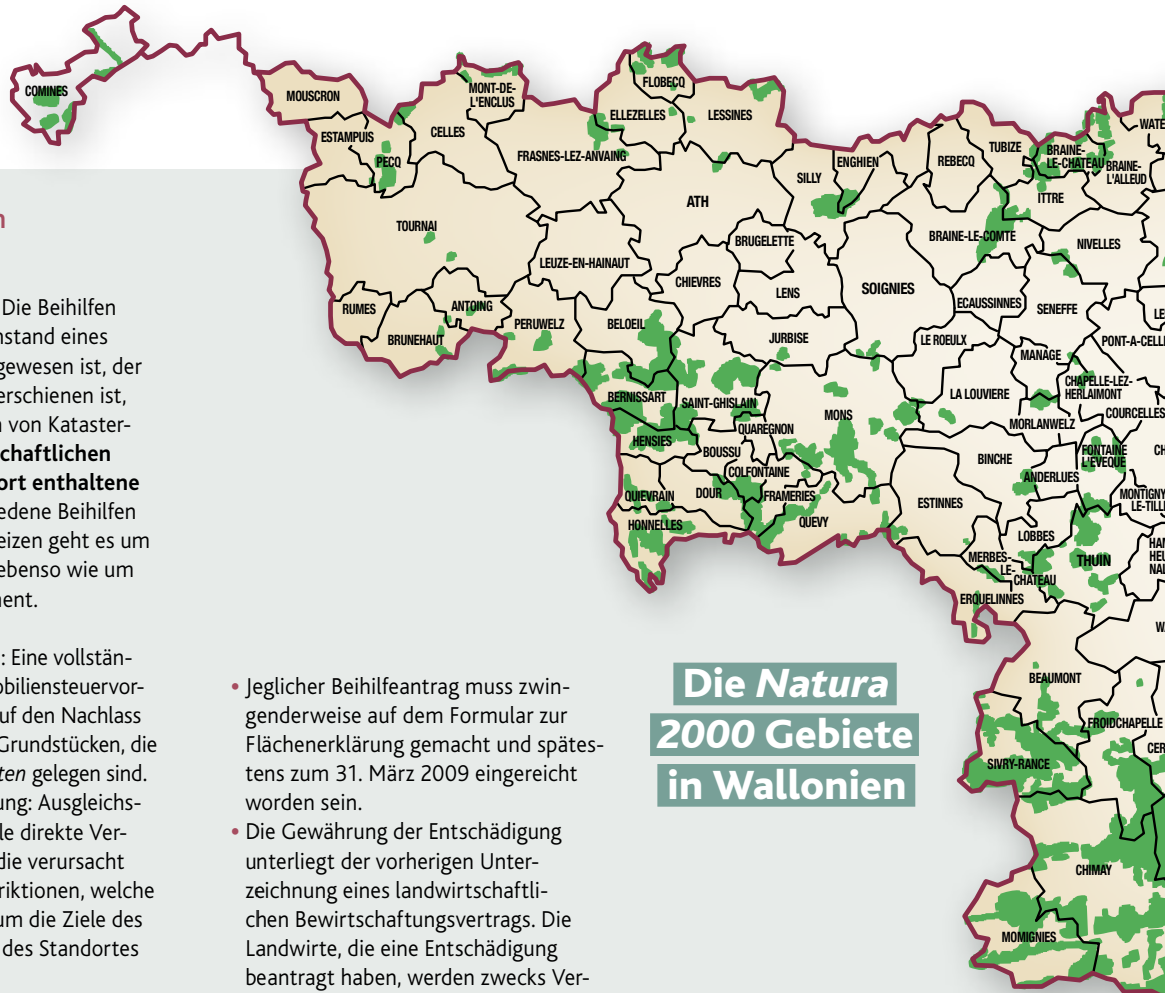 COMINES
MOUSCRON
ESTAMPUIS
PECQ
CELLES
MONT-DE-
L'ENCLUS
FLOBECQ
ELLEZELLES
LESSINES
FRASNES-LEZ-ANVAING
TOURNAI
ATH
SILLY
ENGHIEN
REBECQ
TUBIZE
BRAINE-
LE-CHATEAU
BRAINE-
L'ALLEUD
ITTRE
BRAINE-LE-COMTE
NIVELLES
LEUZE-EN-HAINAUT
BRUGELETTE
CHIEVRES
LENS
SOIGNIES
ECAUSSINNES
SENEFFE
RUMES
ANTOING
BRUNEHAUT
PERUWELZ
BELOEIL
JURBISE
LE ROEULX
MANAGE
PONT-A-CELLE
LA LOUVIERE
CHAPELLE-LEZ-
HERLAIMONT
COURCELLES
MORLANWELZ
BERNISSART
SAINT-GHISLAIN
MONS
QUAREGNON
HENSIES
BOUSSU
COLFONTAINE
BINCHE
FONTAINE
L'EVEQUE
ANDERLUES
MONTIGNY
LE-TILL
QUIEVRAIN
DOUR
FRAMERIES
HONNELLES
QUEVY
ESTINNES
LOBBES
THUIN
MERBES-
LE-
CHATEAU
ERQUELINNES
BEAUMONT
FROIDCHAPELLE
SIVRY-RANCE
CHIMAY
MOMIGNIES
Die Beihilfen
nstand eines
gewesen ist, der
erschienen ist,
n von Kataster-
schaftlichen
ort enthaltene
edene Beihilfen
eizen geht es um
ebenso wie um
nent.
: Eine vollstän-
obiliensteuervor-
uf den Nachlass
Grundstücken, die
ten gelegen sind.
ung: Ausgleichs-
le direkte Ver-
die verursacht
riktionen, welche
um die Ziele des
des Standortes
• Jeglicher Beihilfeantrag muss zwin-
genderweise auf dem Formular zur
Flächenerklärung gemacht und spätes-
tens zum 31. März 2009 eingereicht
worden sein.
• Die Gewährung der Entschädigung
unterliegt der vorherigen Unter-
zeichnung eines landwirtschaftli-
chen Bewirtschaftungsvertrags. Die
Landwirte, die eine Entschädigung
beantragt haben, werden zwecks Ver-
Die Natura
2000 Gebiete
in Wallonien